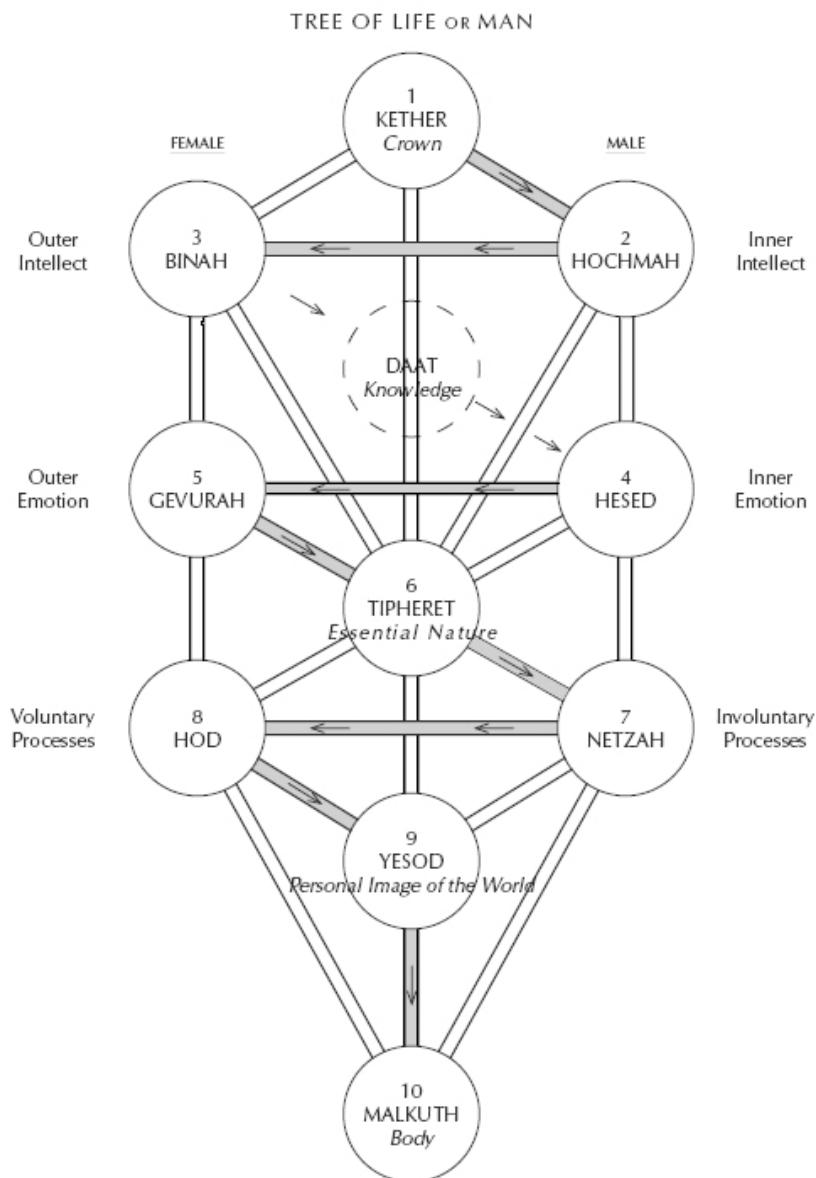 TREE OF LIFE OR MAN
1
KETHER
Crown
FEMALE
MALE
Outer
Intellect
3
BINAH
2
HOCHMAH
Inner
Intellect
DAAT
Knowledge
Outer
Emotion
5
GEVURAH
4
HESED
Inner
Emotion
6
TIPHERET
Essential Nature
Voluntary
Processes
8
HOD
7
NETZAH
Involuntary
Processes
9
YESOD
Personal Image of the World
10
MALKUTH
Body